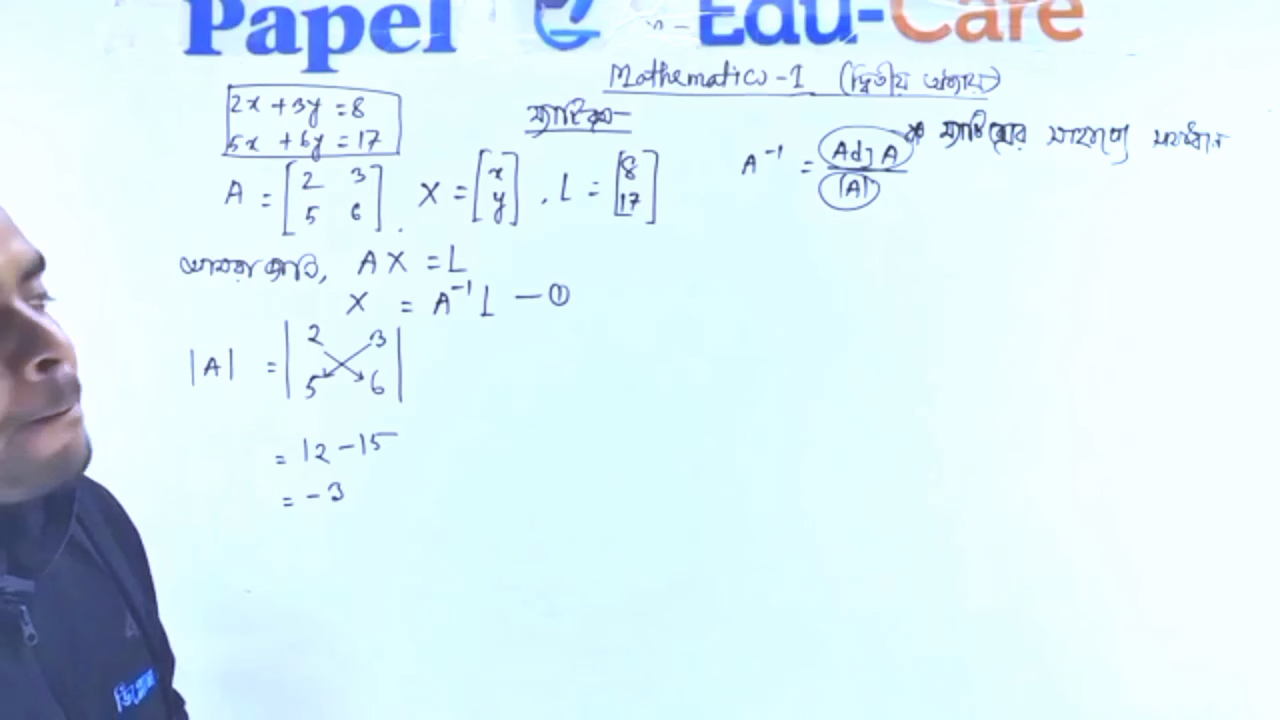 Papel Edu-Care
Mathematics-1 (দ্বিতীয় অধ্যায়)
ম্যাট্রিক্স
2x + 3y = 8
5x + 6y = 17
* ম্যাট্রিক্সের সাহায্যে সমাধান
A⁻¹ = Adj A / |A|
A = [2 3; 5 6], X = [x; y], L = [8; 17]
আমরা জানি, AX = L
X = A⁻¹ L — ①
|A| = |2 3; 5 6|
= 12 - 15
= - 3